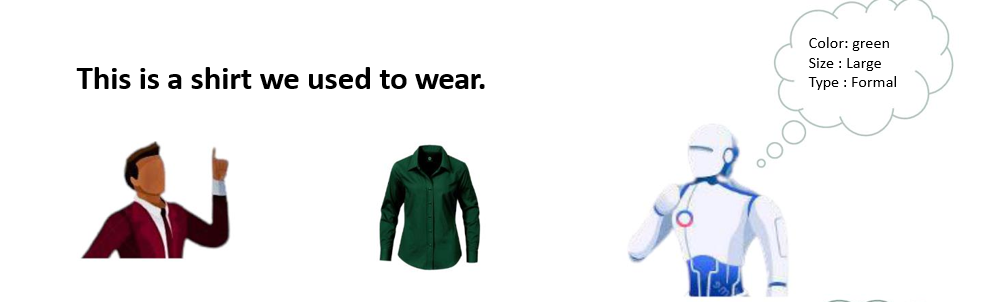 Color: green
Size : Large
Type : Formal
This is a shirt we used to wear.